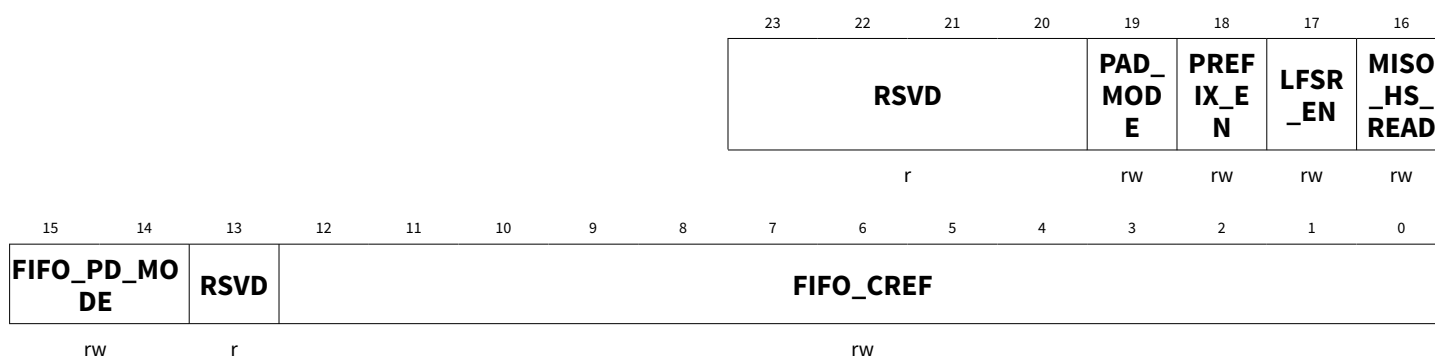 23 22 21 20 19 18 17 16
RSVD PAD_ PREF LFSR MISO
MOD IX_E _EN _HS_
E N READ
r rw rw rw rw
15 14 13 12 11 10 9 8 7 6 5 4 3 2 1 0
FIFO_PD_MO RSVD FIFO_CREF
DE
rw r rw